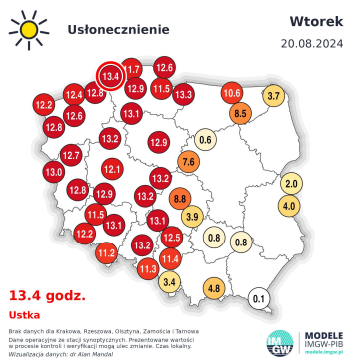 Usłonecznienie
Wtorek
20.08.2024
13.4 11.7 12.6
12.2 12.4 12.8 12.9 11.5 13.3 10.6 3.7
12.6 13.1 8.5
12.8
13.2 12.9 0.6
12.7 7.6
13.0 12.1
13.2 2.0
12.8 12.9 8.8 4.0
11.5 3.9
13.1 13.1
12.2 12.5 0.8 0.8
11.2 13.2
11.3 11.4
3.4 4.8 0.1
13.4 godz.
Ustka
Brak danych dla Krakowa, Rzeszowa, Olsztyna, Zamościa i Tarnowa
Dane operacyjne ze stacji synoptycznych. Prezentowane wartości
w procesie kontroli i weryfikacji mogą ulec zmianie. Czas lokalny.
Wizualizacja danych: dr Alan Mandal
IM
GW
MODELE
IMGW-PIB
modele.imgw.pl